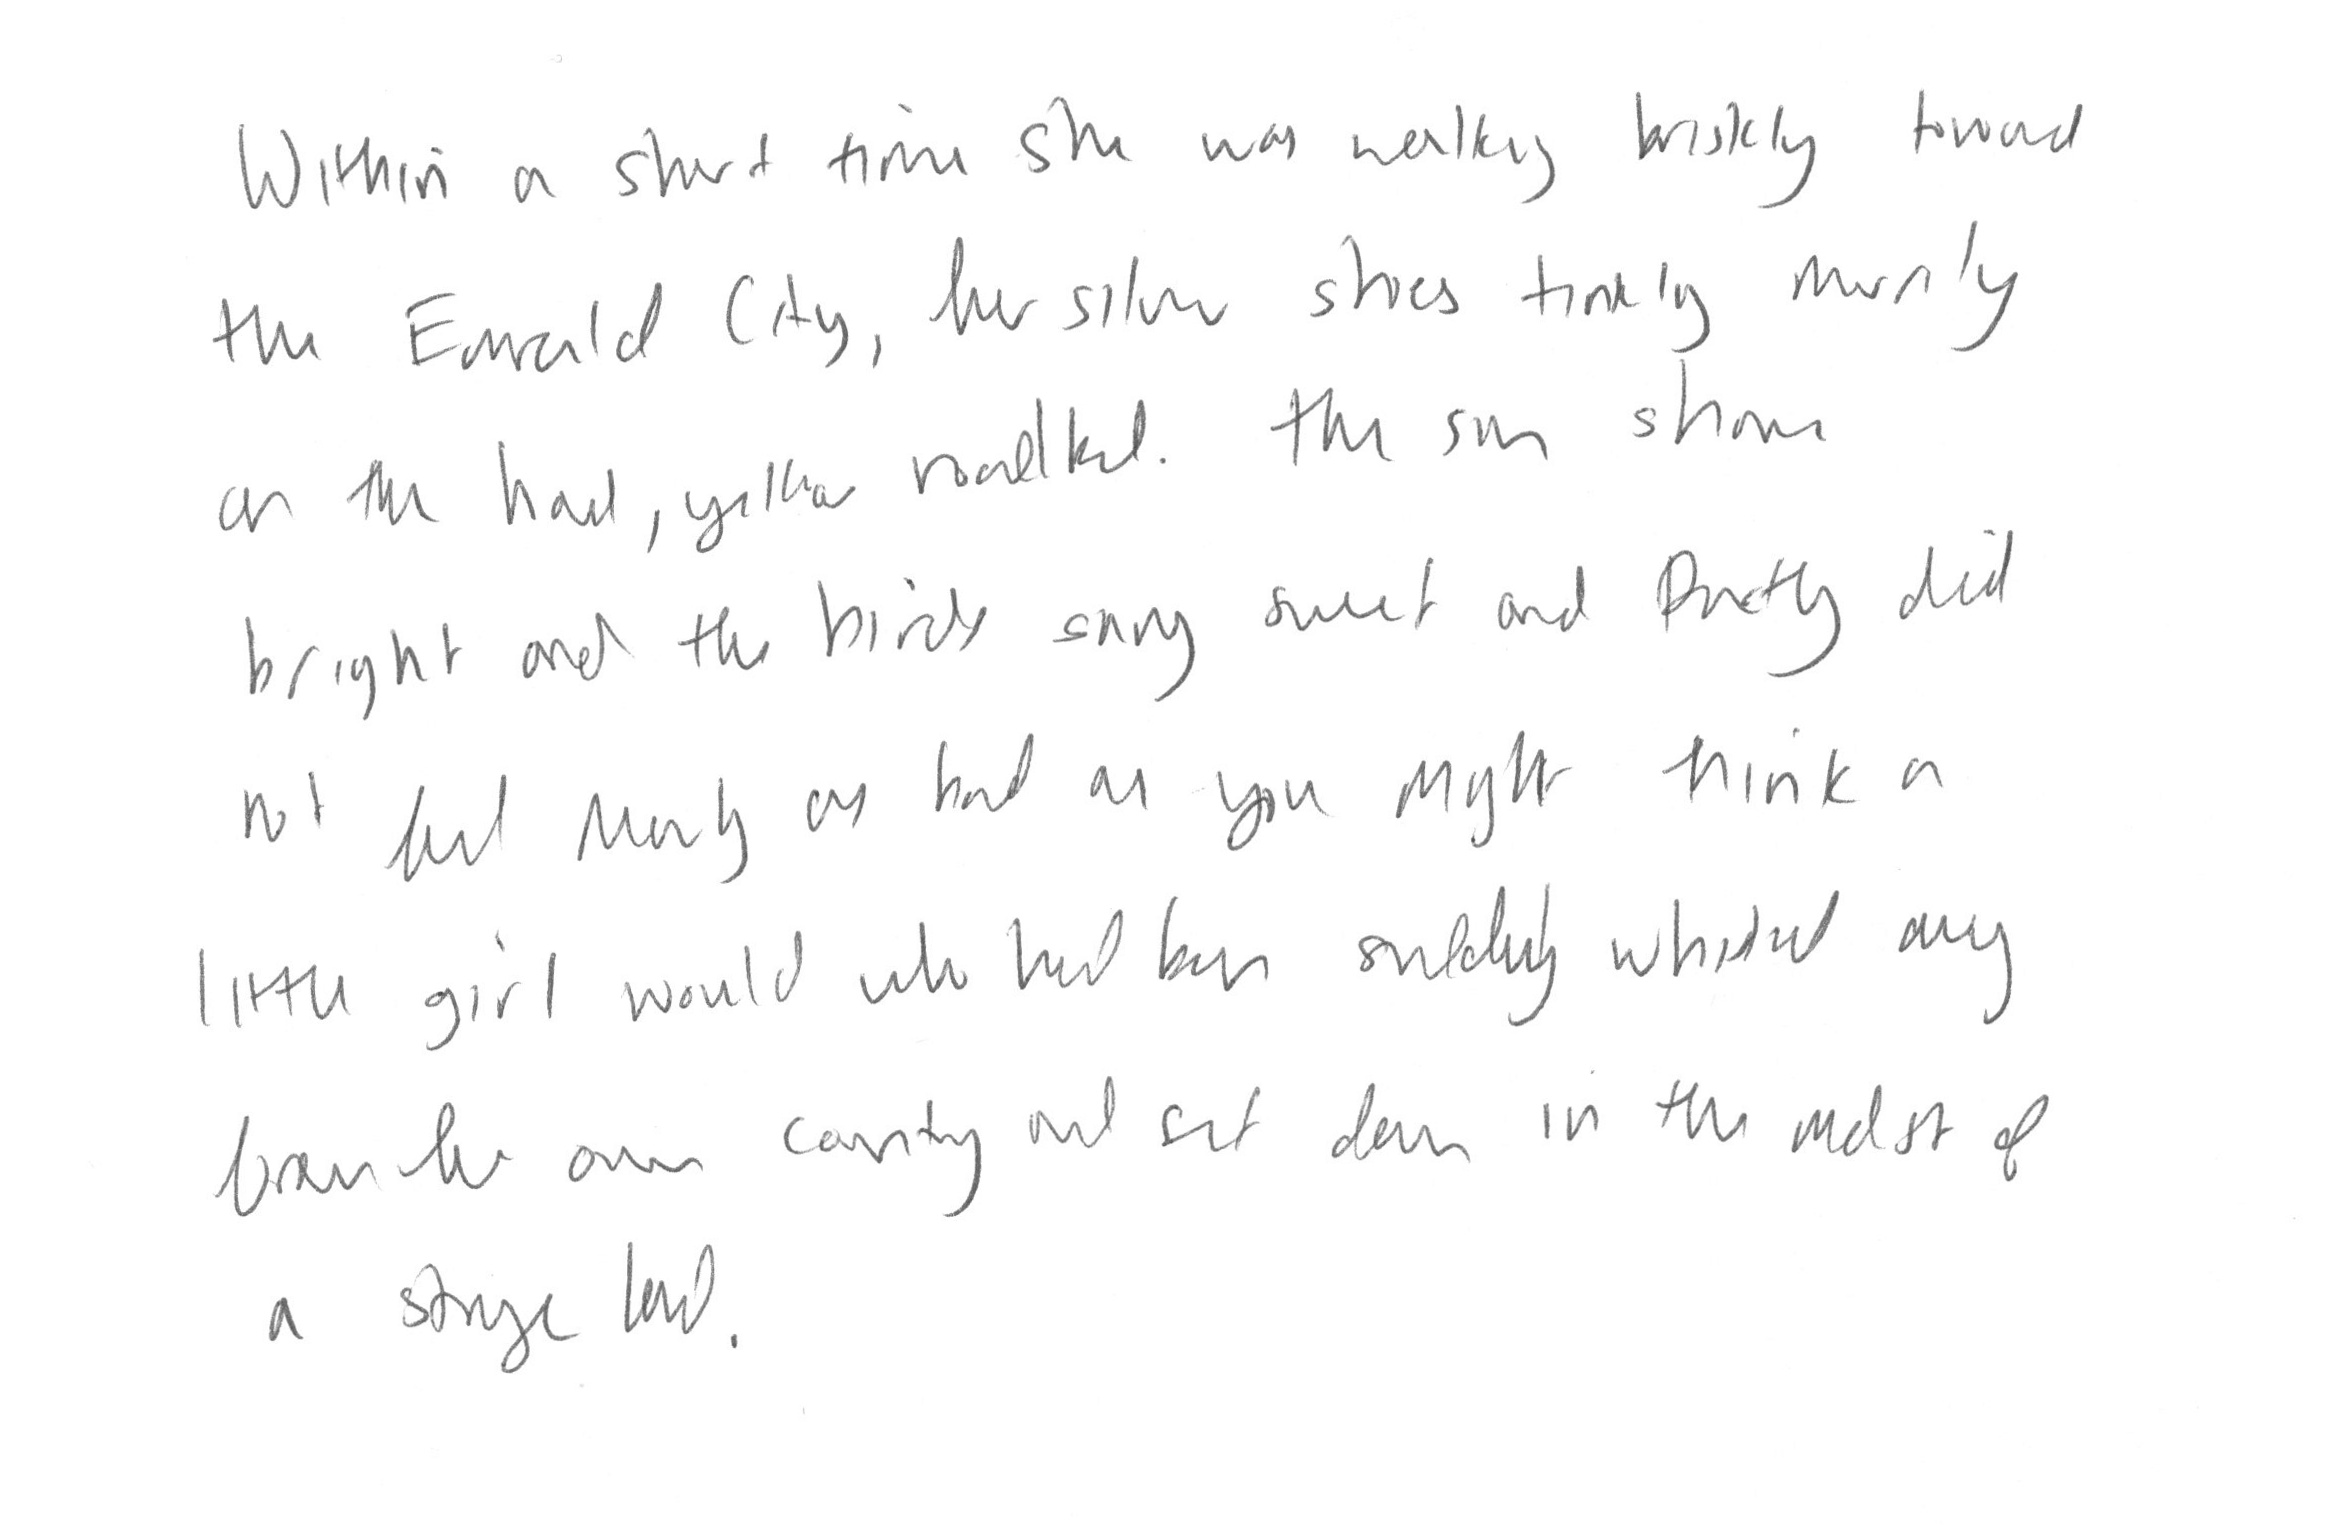 Within a short time she was walking briskly toward
the Emerald City, her silver shoes tinkling merrily
on the hard, yellow roadbed. The sun shone
bright and the birds sang sweet and Dorothy did
not feel nearly as bad as you might think a
little girl would who had been suddenly whisked away
from her own country and set down in the midst of
a strange land.